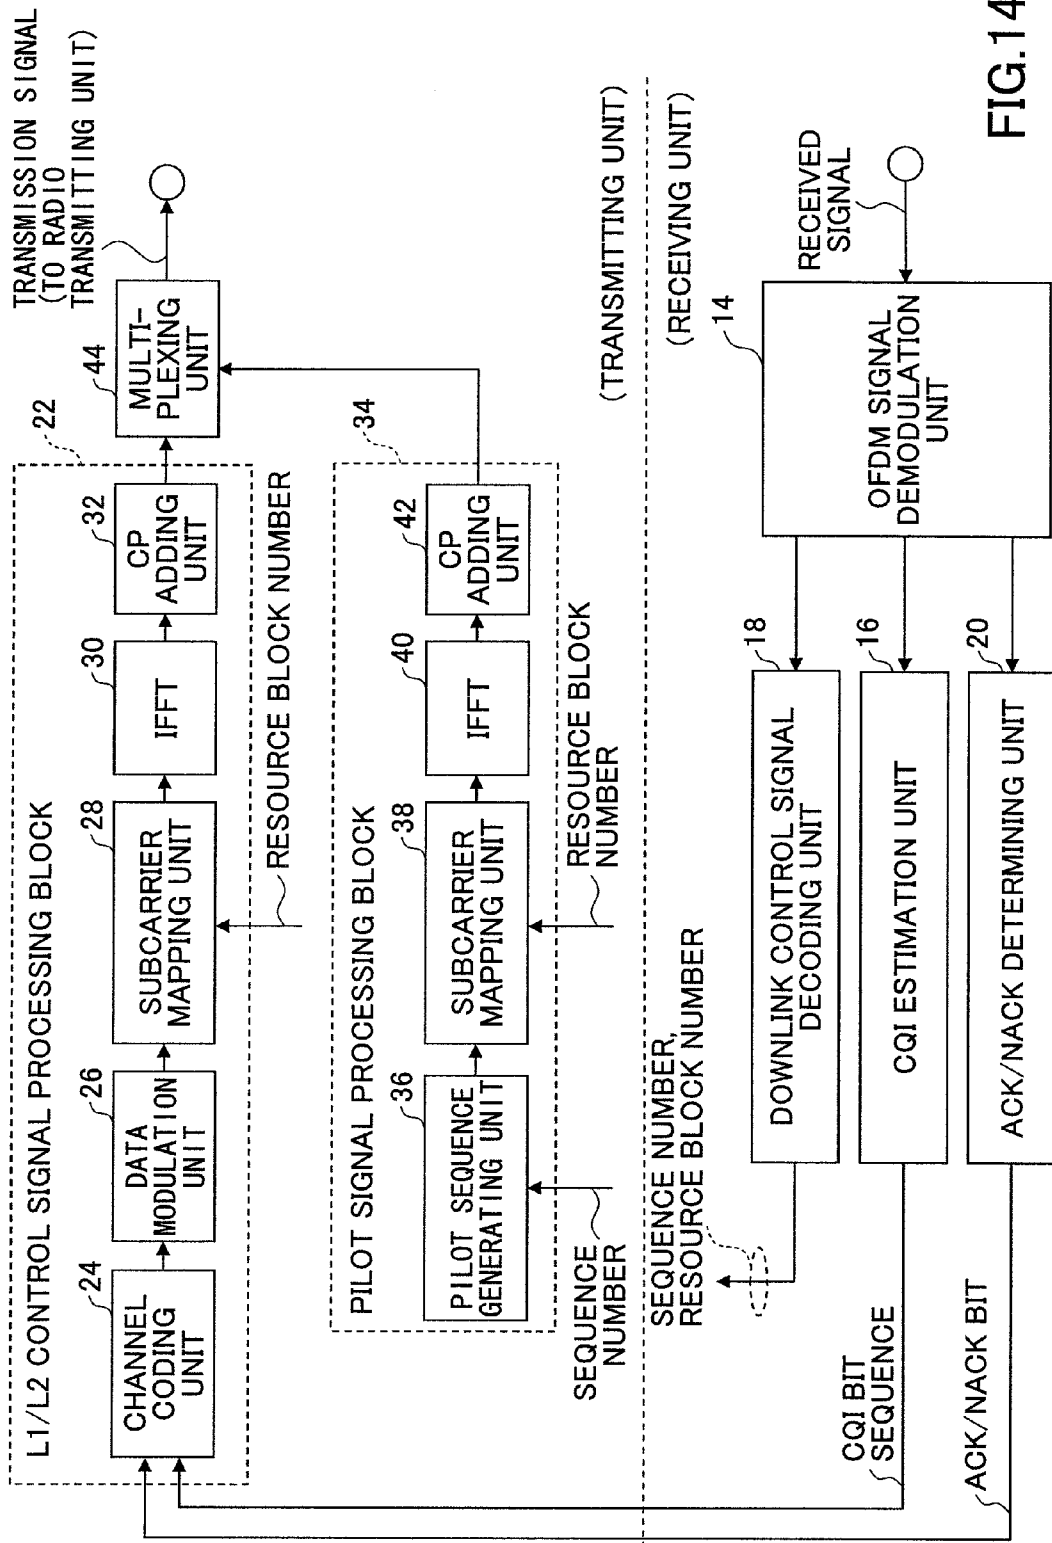 FIG.14
TRANSMISSION SIGNAL
(TO RADIO
TRANSMITTING UNIT)
L1/L2 CONTROL SIGNAL PROCESSING BLOCK
22
24
CHANNEL
CODING
UNIT
26
DATA
MODULATION
UNIT
28
SUBCARRIER
MAPPING UNIT
30
IFFT
32
CP
ADDING
UNIT
44
MULTI-
PLEXING
UNIT
RESOURCE BLOCK NUMBER
PILOT SIGNAL PROCESSING BLOCK
34
36
PILOT SEQUENCE
GENERATING UNIT
38
SUBCARRIER
MAPPING UNIT
40
IFFT
42
CP
ADDING
UNIT
SEQUENCE
NUMBER
RESOURCE BLOCK
NUMBER
(TRANSMITTING UNIT)
(RECEIVING UNIT)
SEQUENCE NUMBER,
RESOURCE BLOCK NUMBER
18
DOWNLINK CONTROL SIGNAL
DECODING UNIT
14
OFDM SIGNAL
DEMODULATION
UNIT
RECEIVED
SIGNAL
CQI BIT
SEQUENCE
16
CQI ESTIMATION UNIT
ACK/NACK BIT
20
ACK/NACK DETERMINING UNIT